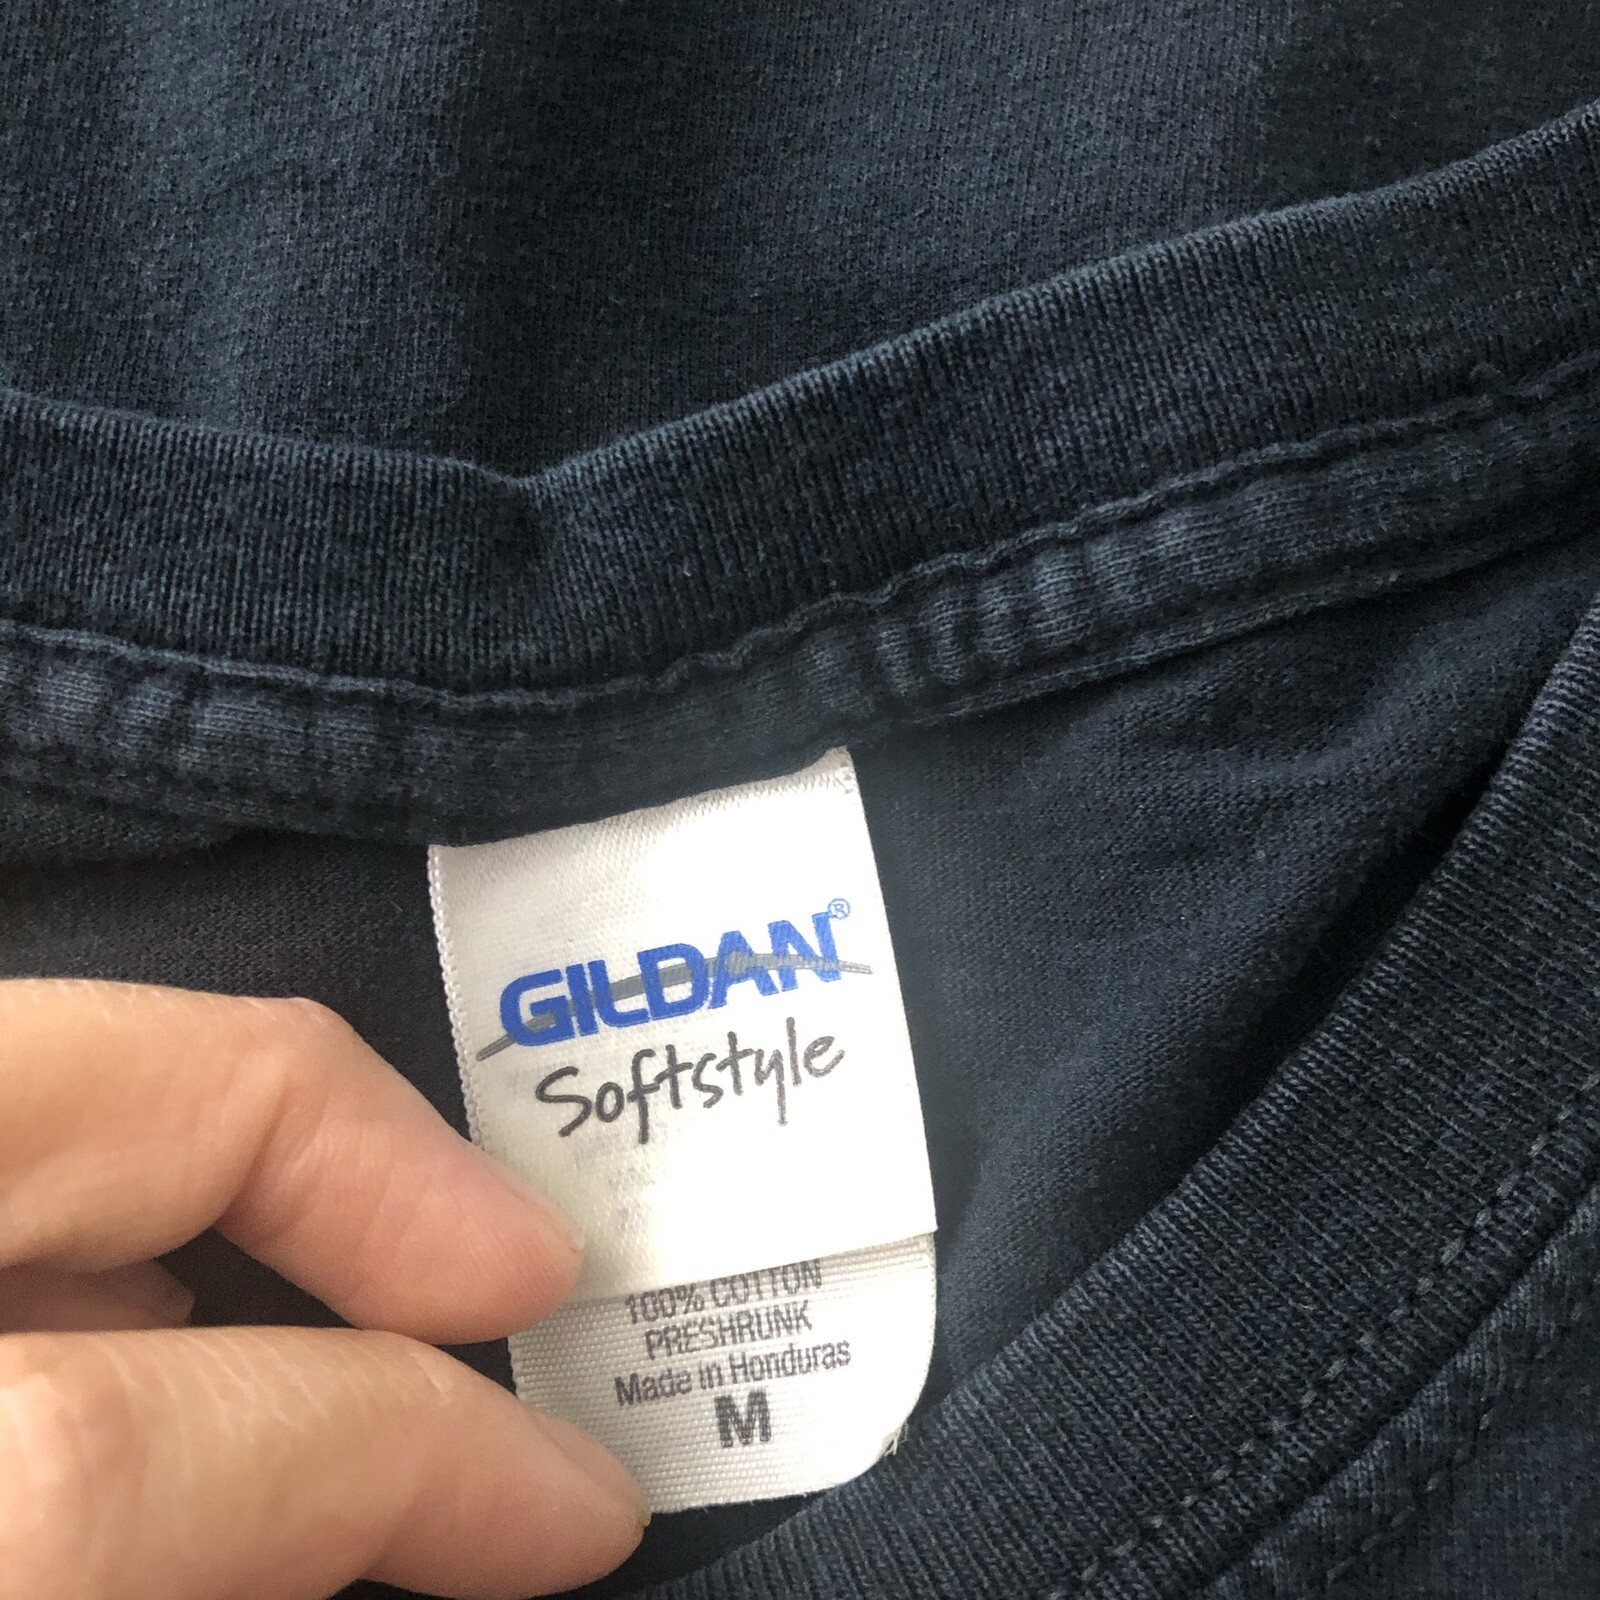 GILDAN®
Softstyle
100% COTTON
PRESHRUNK
Made in Honduras
M